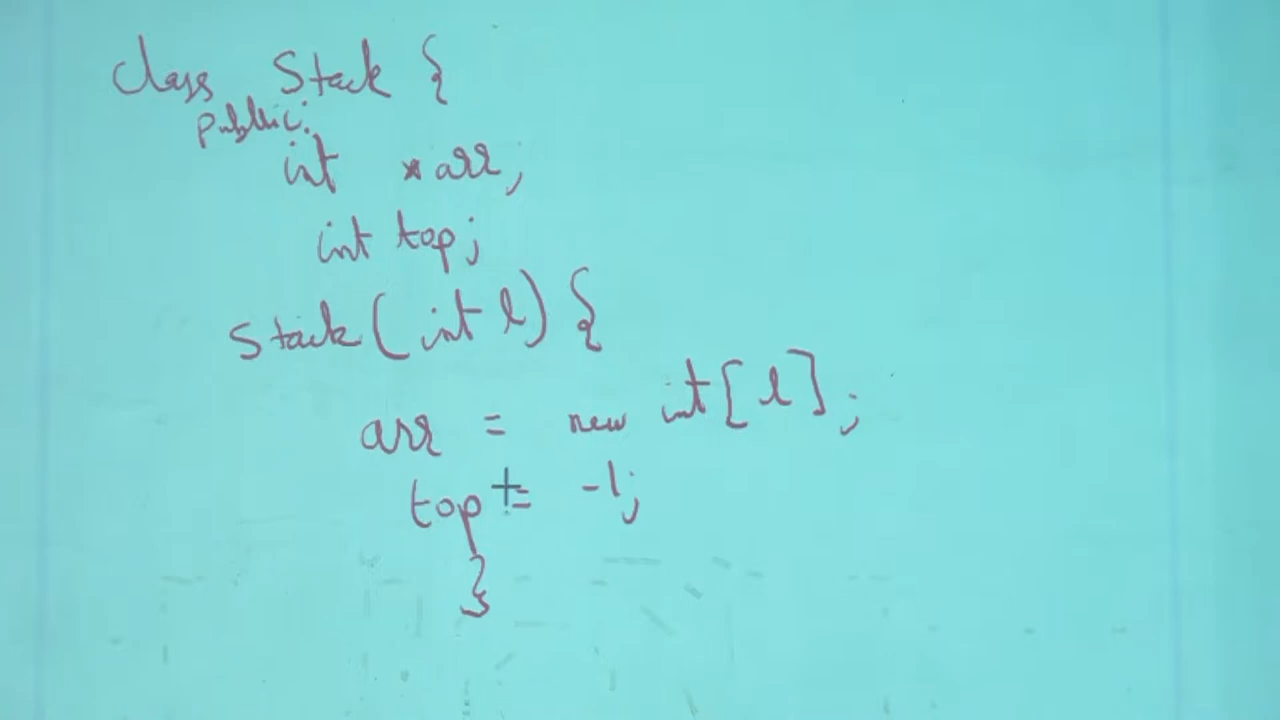 class Stack {
public:
int *arr;
int top;
Stack(int l) {
arr = new int[l];
top = -1;
}